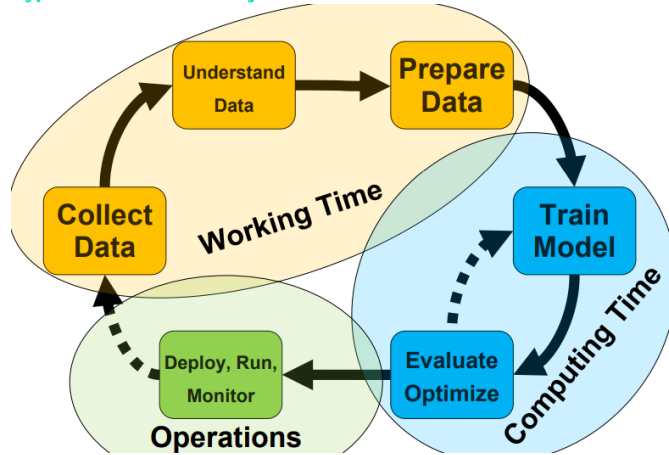 Understand
Data
Prepare
Data
Collect
Data
Working Time
Train
Model
Computing Time
Evaluate
Optimize
Deploy, Run,
Monitor
Operations